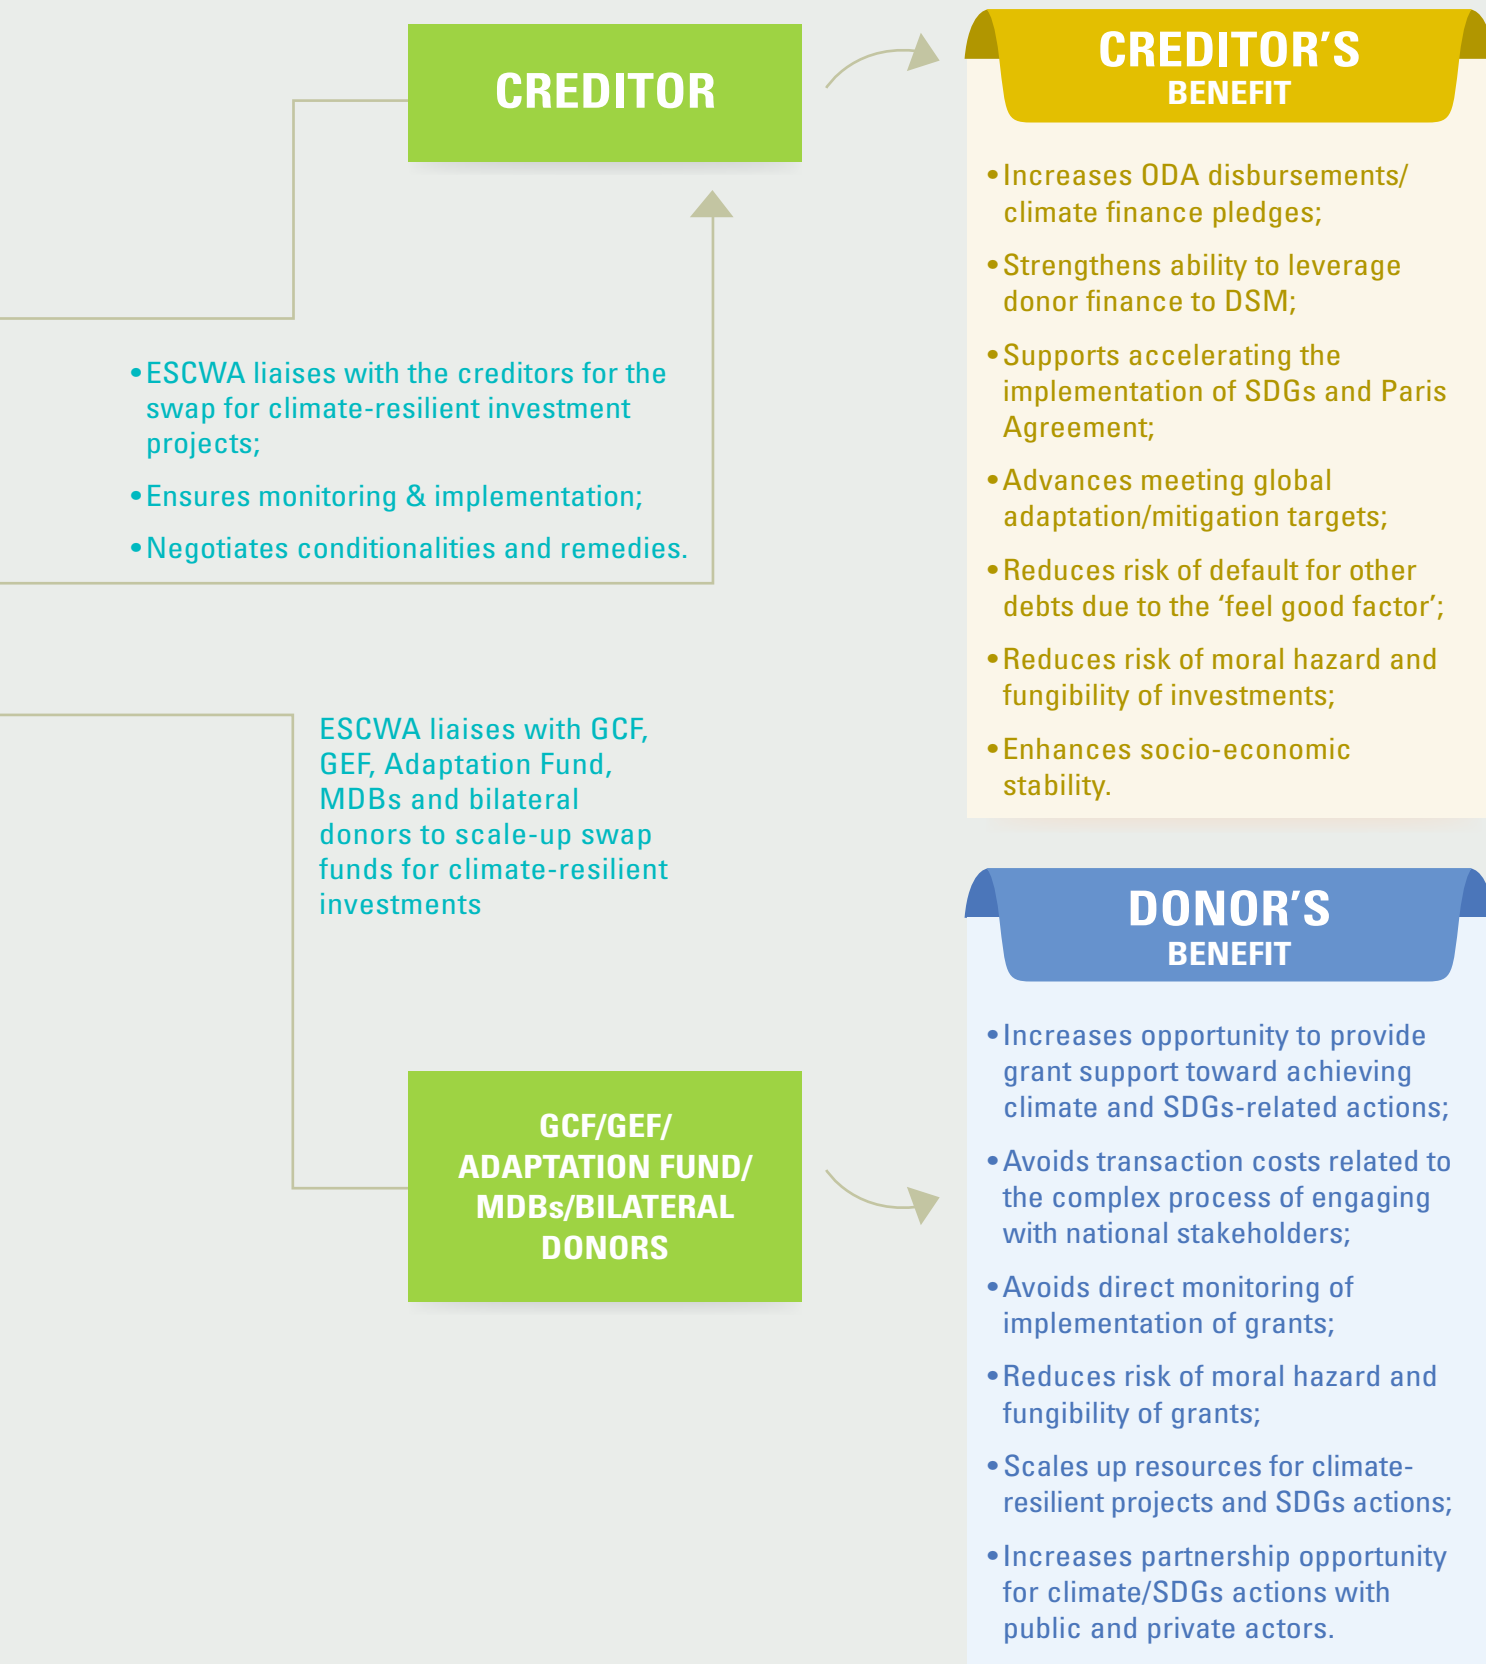 CREDITOR
•ESCWA liaises with the creditors for the
swap for climate-resilient investment
projects;
•Ensures monitoring & implementation;
•Negotiates conditionalities and remedies.
ESCWA liaises with GCF,
GEF, Adaptation Fund,
MDBs and bilateral
donors to scale-up swap
funds for climate-resilient
investments
GCF/GEF/
ADAPTATION FUND/
MDBs/BILATERAL
DONORS
CREDITOR’S
BENEFIT
•Increases ODA disbursements/
climate finance pledges;
•Strengthens ability to leverage
donor finance to DSM;
•Supports accelerating the
implementation of SDGs and Paris
Agreement;
•Advances meeting global
adaptation/mitigation targets;
•Reduces risk of default for other
debts due to the ‘feel good factor’;
•Reduces risk of moral hazard and
fungibility of investments;
•Enhances socio-economic
stability.
DONOR’S
BENEFIT
•Increases opportunity to provide
grant support toward achieving
climate and SDGs-related actions;
•Avoids transaction costs related to
the complex process of engaging
with national stakeholders;
•Avoids direct monitoring of
implementation of grants;
•Reduces risk of moral hazard and
fungibility of grants;
•Scales up resources for climate-
resilient projects and SDGs actions;
•Increases partnership opportunity
for climate/SDGs actions with
public and private actors.